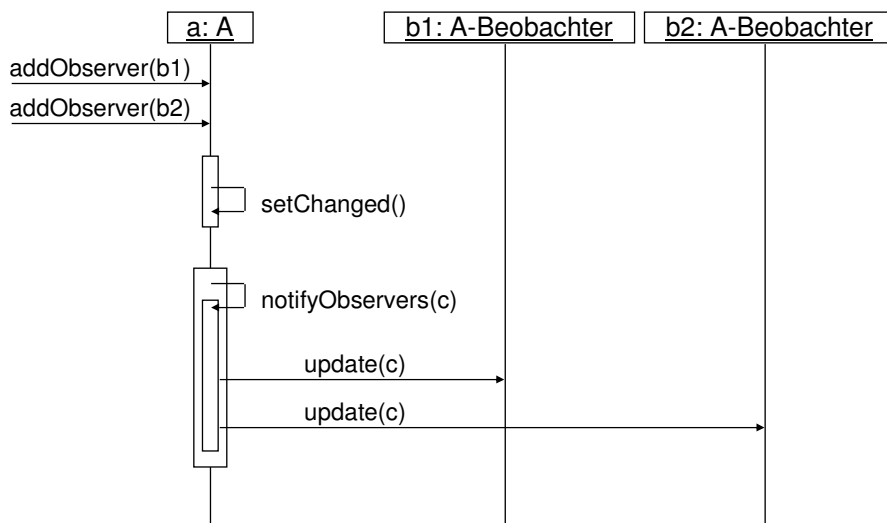 a: A
b1: A-Beobachter
b2: A-Beobachter
addObserver(b1)
addObserver(b2)
setChanged()
notifyObservers(c)
update(c)
update(c)